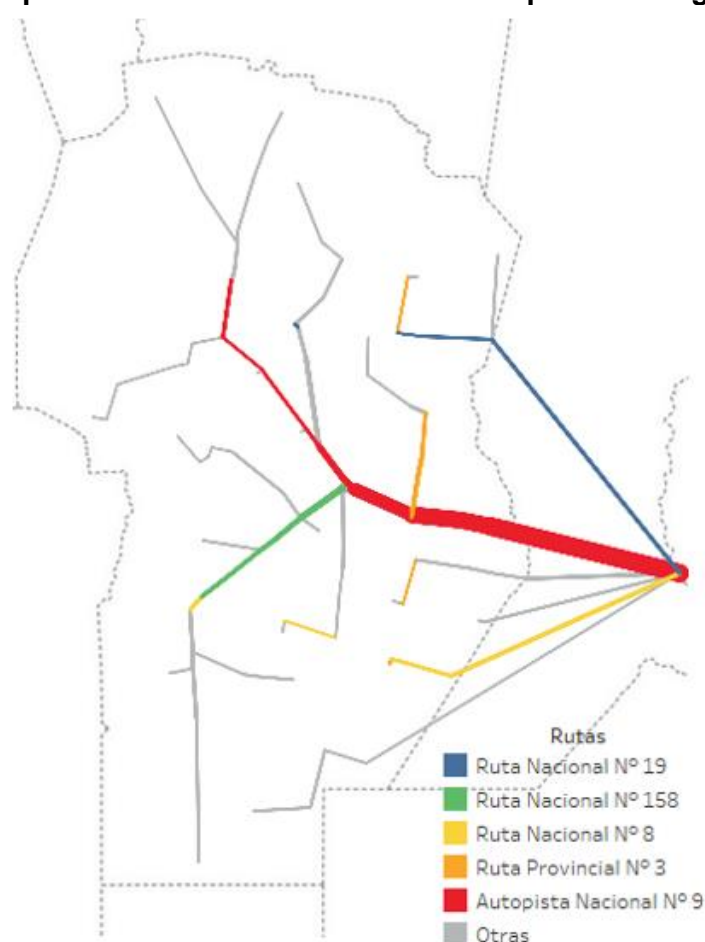 Rutas
Ruta Nacional Nº 19
Ruta Nacional Nº 158
Ruta Nacional Nº 8
Ruta Provincial Nº 3
Autopista Nacional Nº 9
Otras